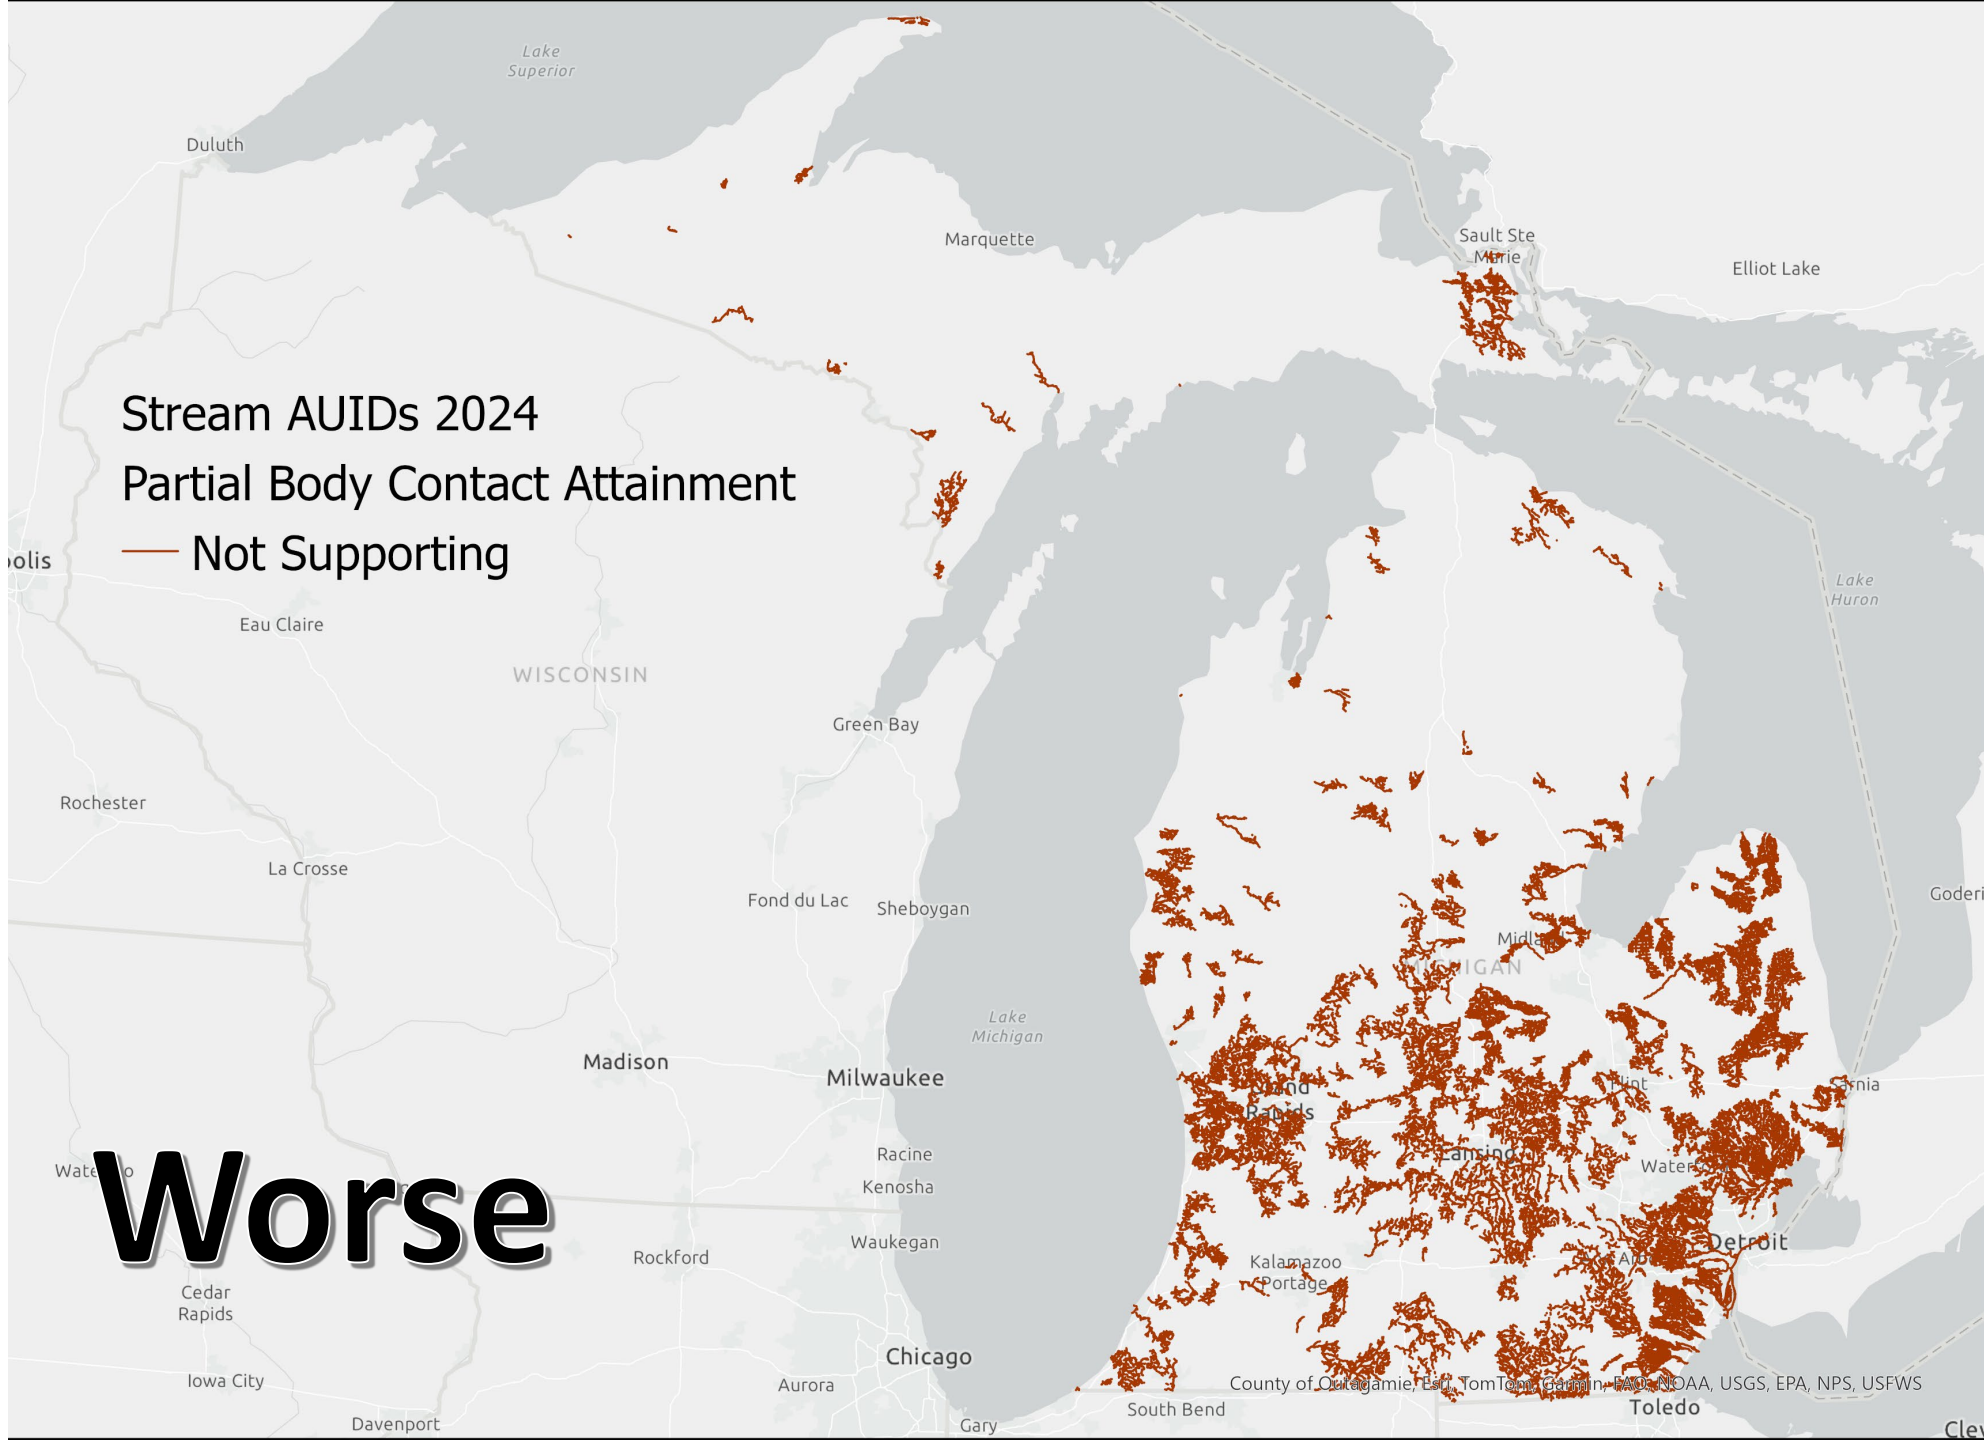 Lake
Superior
Duluth
Marquette
Sault Ste
Marie
Elliot Lake
Stream AUIDs 2024
Partial Body Contact Attainment
Not Supporting
olis
Lake
Huron
Eau Claire
WISCONSIN
Green Bay
Rochester
La Crosse
Fond du Lac
Sheboygan
Goderi
Midland
MICHIGAN
Lake
Michigan
Madison
Milwaukee
Grand
Rapids
Flint
Sarnia
Racine
Lansing
Waterford
Waterloo
Worse
Kenosha
Waukegan
Detroit
Rockford
Kalamazoo
Portage
Ann Arbor
Cedar
Rapids
Chicago
Iowa City
Aurora
County of Outagamie, Esri, TomTom, Garmin, FAO, NOAA, USGS, EPA, NPS, USFWS
South Bend
Toledo
Davenport
Gary
Clev